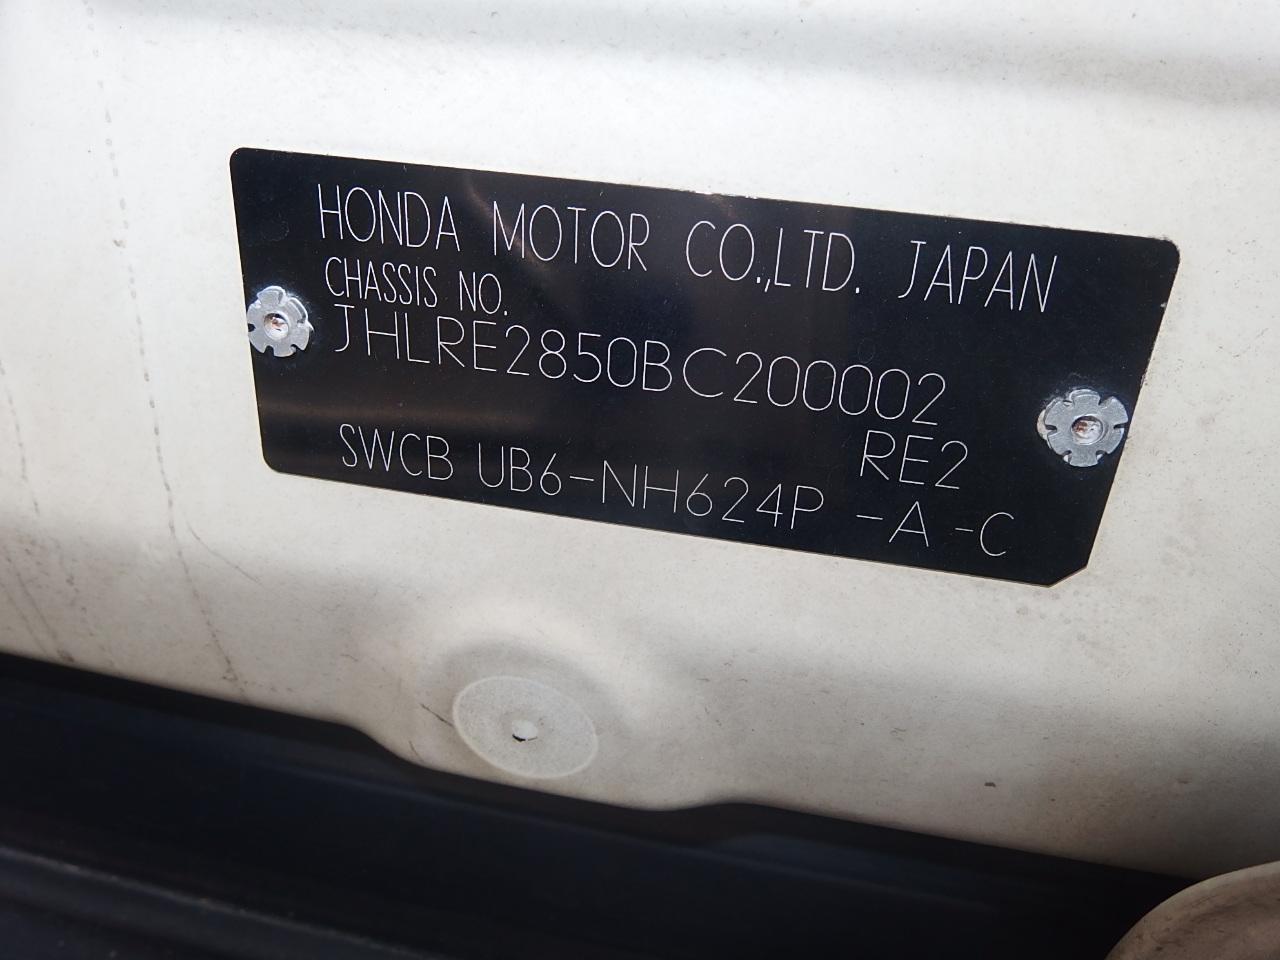 HONDA MOTOR CO.,LTD. JAPAN
CHASSIS NO.
JHLRE2850BC200002
RE2
SWCB UB6-NH624P -A -C